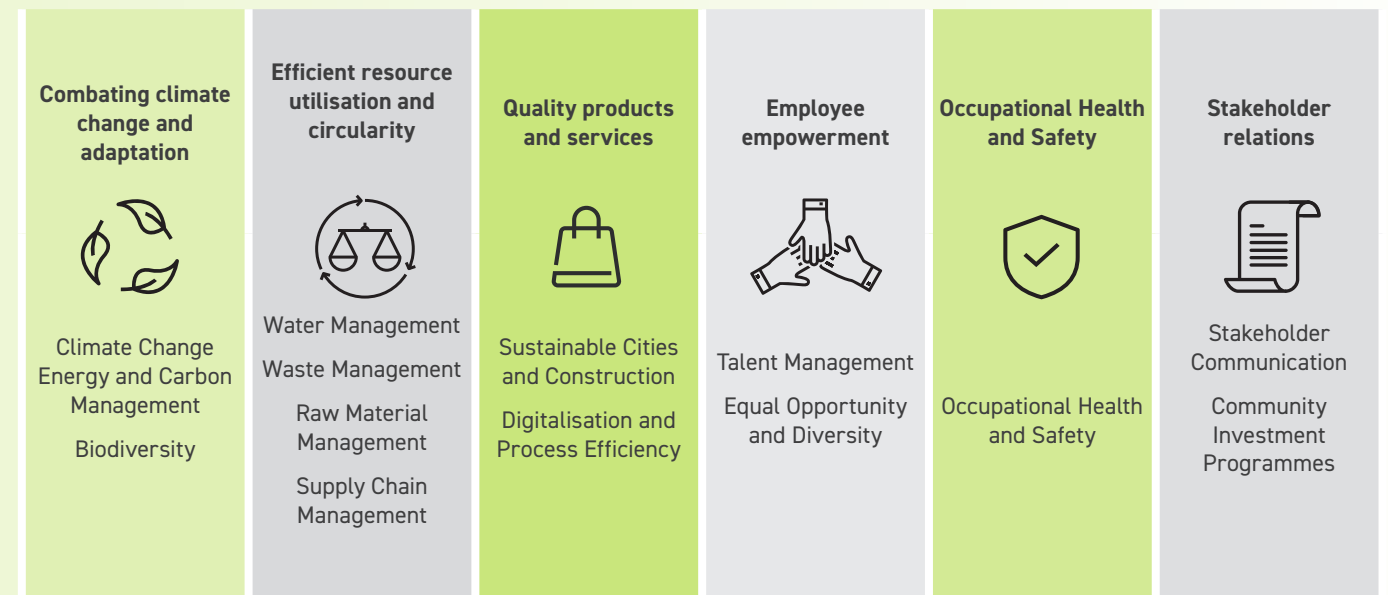 Combating climate
change and
adaptation
Climate Change
Energy and Carbon
Management
Biodiversity
Efficient resource
utilisation and
circularity
Water Management
Waste Management
Raw Material
Management
Supply Chain
Management
Quality products
and services
Sustainable Cities
and Construction
Digitalisation and
Process Efficiency
Employee
empowerment
Talent Management
Equal Opportunity
and Diversity
Occupational Health
and Safety
Occupational Health
and Safety
Stakeholder
relations
Stakeholder
Communication
Community
Investment
Programmes